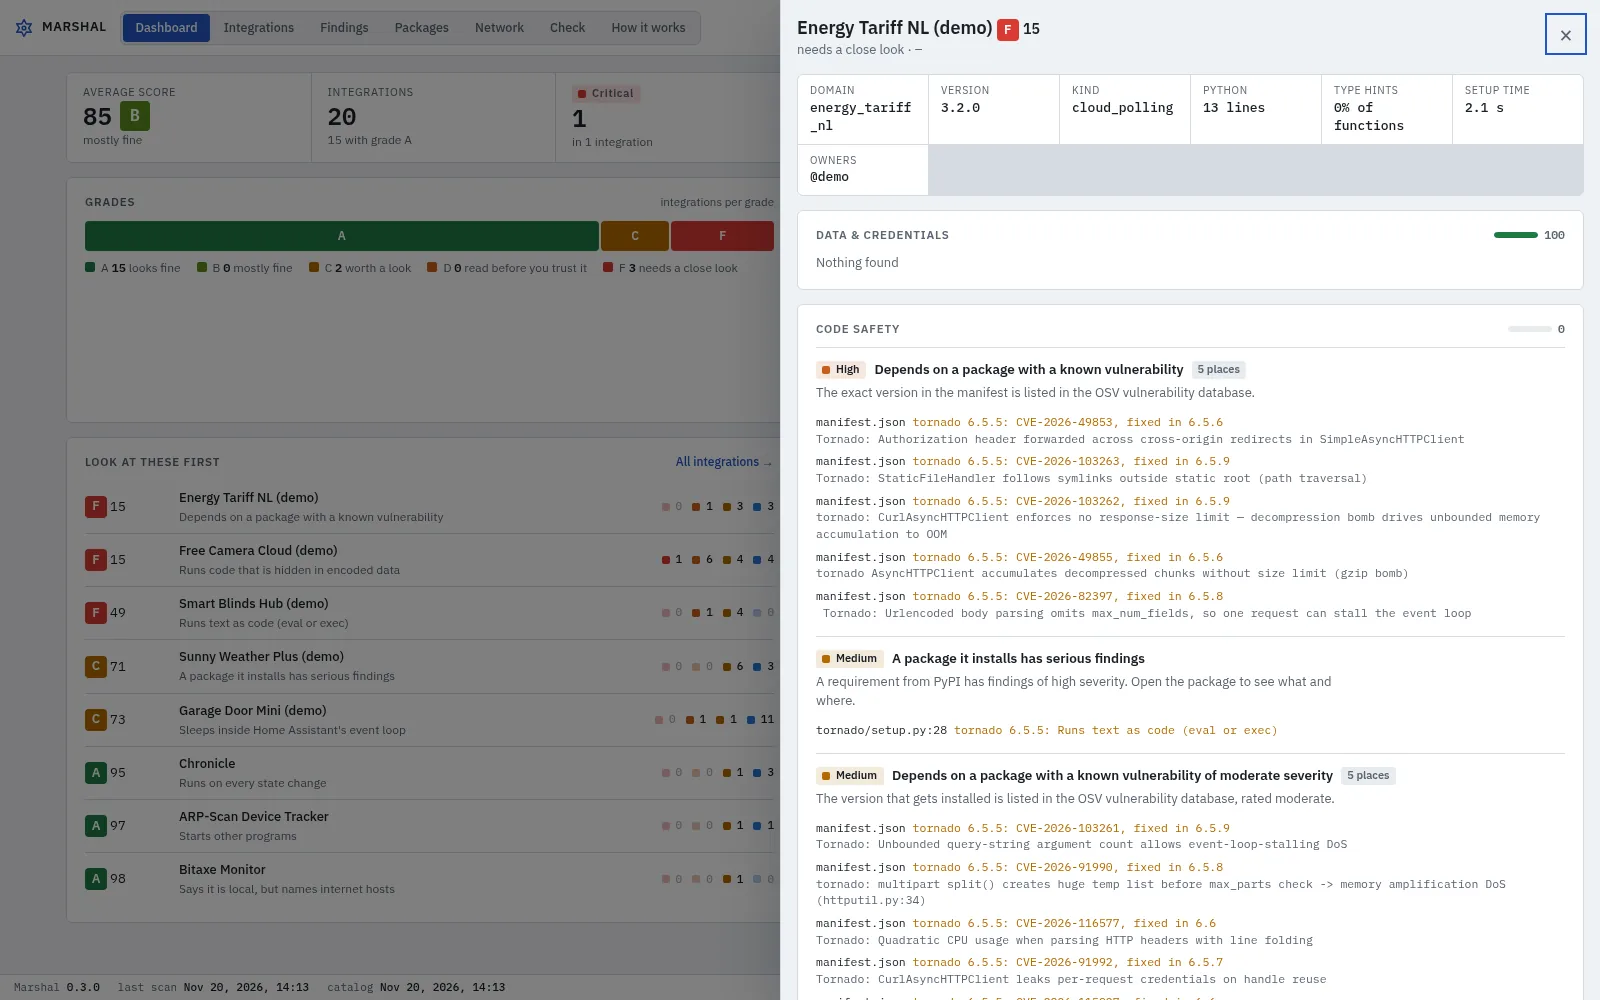 MARSHAL
Dashboard
Integrations
Findings
Packages
Network
Check
How it works
AVERAGE SCORE
85 B
mostly fine
INTEGRATIONS
20
15 with grade A
Critical
1
in 1 integration
GRADES
integrations per grade
A
C
F
A 15 looks fine
B 0 mostly fine
C 2 worth a look
D 0 read before you trust it
F 3 needs a close look
LOOK AT THESE FIRST
All integrations →
F 15 Energy Tariff NL (demo) 0 1 3 3
Depends on a package with a known vulnerability
F 15 Free Camera Cloud (demo) 1 6 4 4
Runs code that is hidden in encoded data
F 49 Smart Blinds Hub (demo) 0 1 4 0
Runs text as code (eval or exec)
C 71 Sunny Weather Plus (demo) 0 0 6 3
A package it installs has serious findings
C 73 Garage Door Mini (demo) 0 1 1 11
Sleeps inside Home Assistant's event loop
A 95 Chronicle 0 0 1 3
Runs on every state change
A 97 ARP-Scan Device Tracker 0 0 1 1
Starts other programs
A 98 Bitaxe Monitor 0 0 1 0
Says it is local, but names internet hosts
Marshal 0.3.0 last scan Nov 20, 2026, 14:13 catalog Nov 20, 2026, 14:13
Energy Tariff NL (demo) F 15
needs a close look · –
×
DOMAIN
energy_tariff
_nl
VERSION
3.2.0
KIND
cloud_polling
PYTHON
13 lines
TYPE HINTS
0% of
functions
SETUP TIME
2.1 s
OWNERS
@demo
DATA & CREDENTIALS
100
Nothing found
CODE SAFETY
0
High Depends on a package with a known vulnerability 5 places
The exact version in the manifest is listed in the OSV vulnerability database.
manifest.json tornado 6.5.5: CVE-2026-49853, fixed in 6.5.6
Tornado: Authorization header forwarded across cross-origin redirects in SimpleAsyncHTTPClient
manifest.json tornado 6.5.5: CVE-2026-103263, fixed in 6.5.9
Tornado: StaticFileHandler follows symlinks outside static root (path traversal)
manifest.json tornado 6.5.5: CVE-2026-103262, fixed in 6.5.9
tornado: CurlAsyncHTTPClient enforces no response-size limit — decompression bomb drives unbounded memory
accumulation to OOM
manifest.json tornado 6.5.5: CVE-2026-49855, fixed in 6.5.6
tornado AsyncHTTPClient accumulates decompressed chunks without size limit (gzip bomb)
manifest.json tornado 6.5.5: CVE-2026-82397, fixed in 6.5.8
Tornado: Urlencoded body parsing omits max_num_fields, so one request can stall the event loop
Medium A package it installs has serious findings
A requirement from PyPI has findings of high severity. Open the package to see what and
where.
tornado/setup.py:28 tornado 6.5.5: Runs text as code (eval or exec)
Medium Depends on a package with a known vulnerability of moderate severity 5 places
The version that gets installed is listed in the OSV vulnerability database, rated moderate.
manifest.json tornado 6.5.5: CVE-2026-103261, fixed in 6.5.9
Tornado: Unbounded query-string argument count allows event-loop-stalling DoS
manifest.json tornado 6.5.5: CVE-2026-91990, fixed in 6.5.8
tornado: multipart split() creates huge temp list before max_parts check -> memory amplification DoS
(httputil.py:34)
manifest.json tornado 6.5.5: CVE-2026-116577, fixed in 6.6
Tornado: Quadratic CPU usage when parsing HTTP headers with line folding
manifest.json tornado 6.5.5: CVE-2026-91992, fixed in 6.5.7
Tornado: CurlAsyncHTTPClient leaks per-request credentials on handle reuse